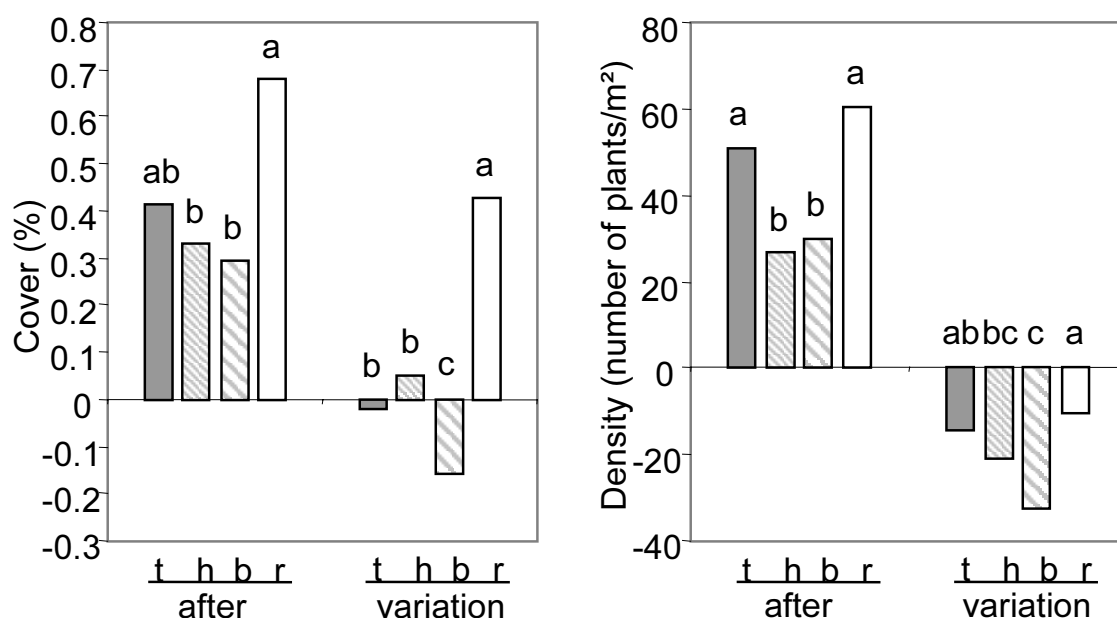 Cover (%)
0.8
0.7
0.6
0.5
0.4
0.3
0.2
0.1
0
-0.1
-0.2
-0.3
ab
b
b
a
b
b
c
a
t h b r
t h b r
after
variation
Density (number of plants/m²)
80
60
40
20
0
-20
-40
a
b
b
a
ab bc c a
t h b r
t h b r
after
variation